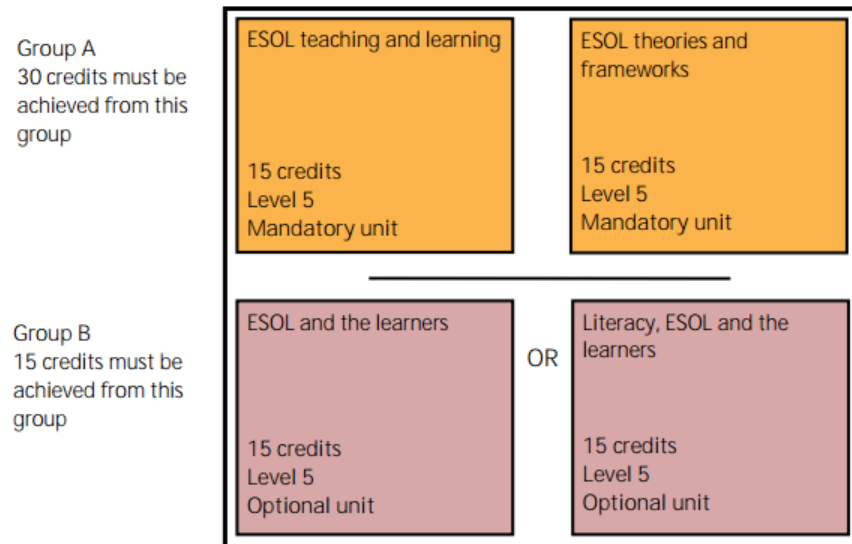 Group A
30 credits must be
achieved from this
group
ESOL teaching and learning
15 credits
Level 5
Mandatory unit
ESOL theories and
frameworks
15 credits
Level 5
Mandatory unit
Group B
15 credits must be
achieved from this
group
ESOL and the learners
15 credits
Level 5
Optional unit
OR
Literacy, ESOL and the
learners
15 credits
Level 5
Optional unit